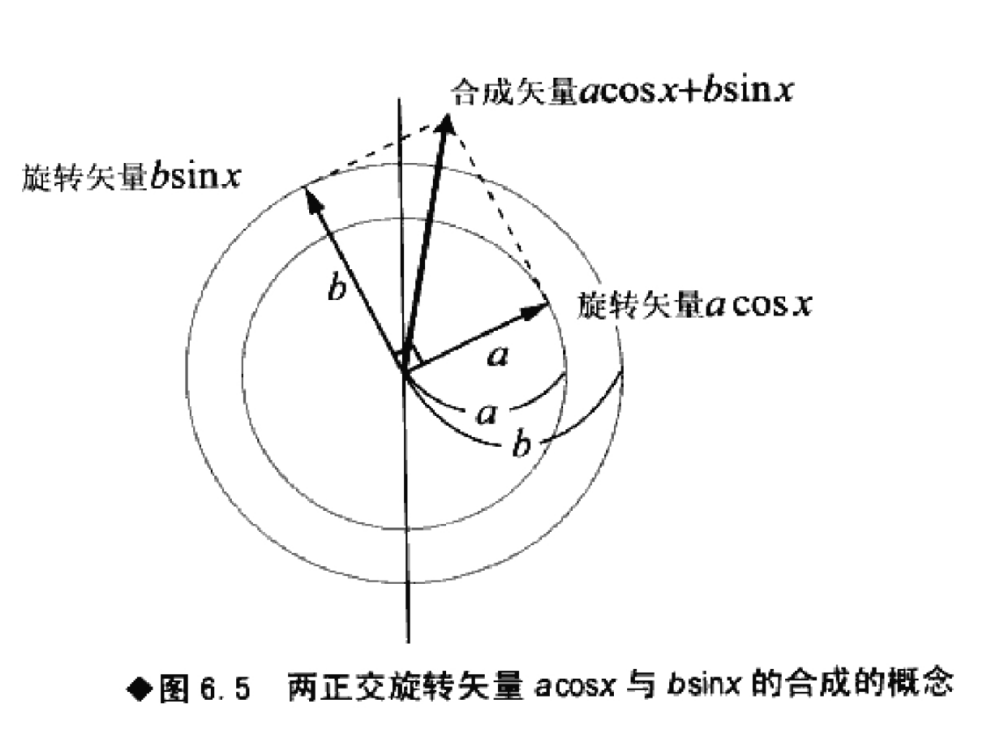 合成矢量acosx+bsinx
旋转矢量bsinx
b
旋转矢量a cosx
a
a
b
◆图 6.5 两正交旋转矢量 acosx 与 bsinx 的合成的概念